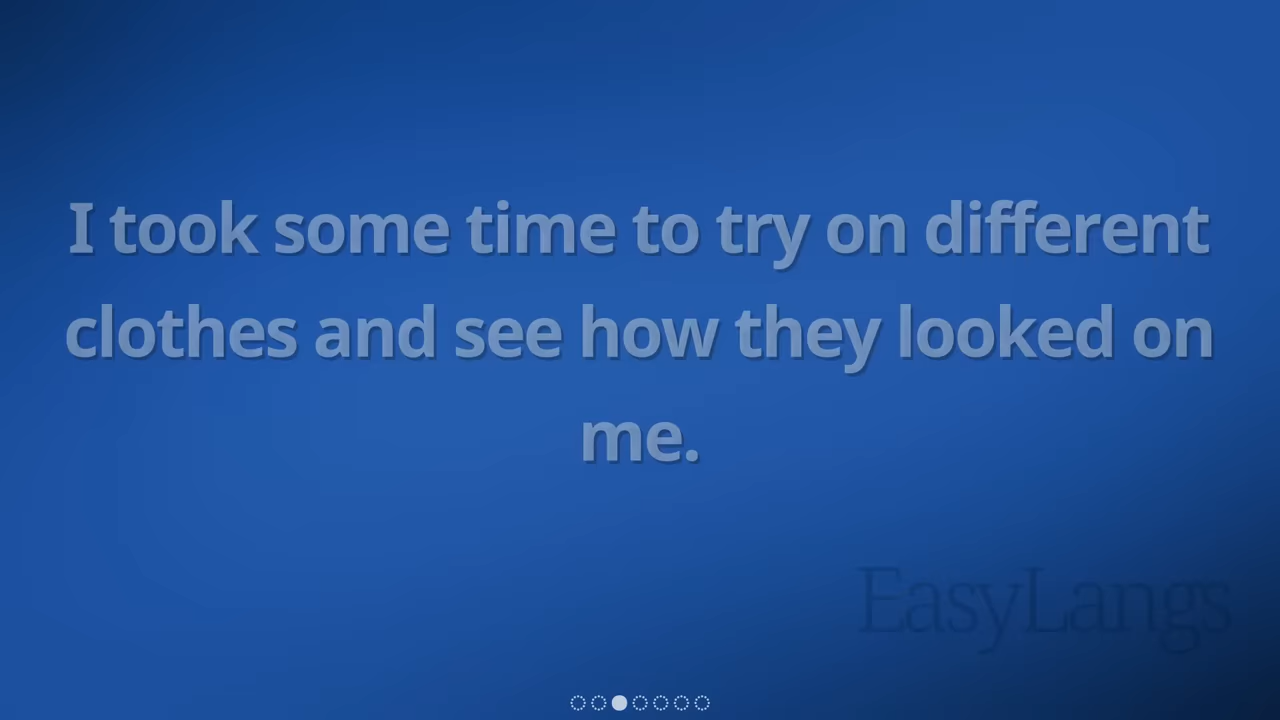 I took some time to try on different
clothes and see how they looked on
me.
EasyLangs